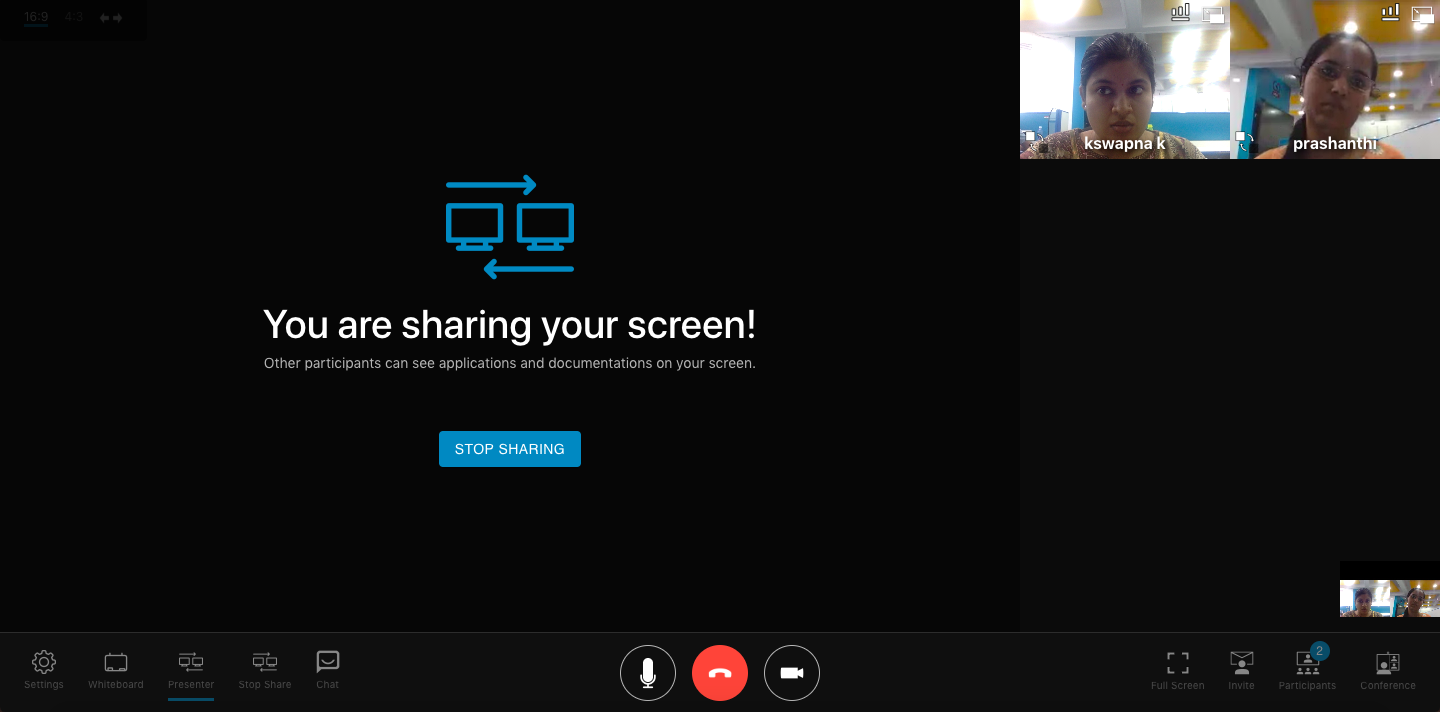 16:9 4:3
kswapna k
prashanthi
You are sharing your screen!
Other participants can see applications and documentations on your screen.
STOP SHARING
Settings
Whiteboard
Presenter
Stop Share
Chat
Full Screen
Invite
2
Participants
Conference